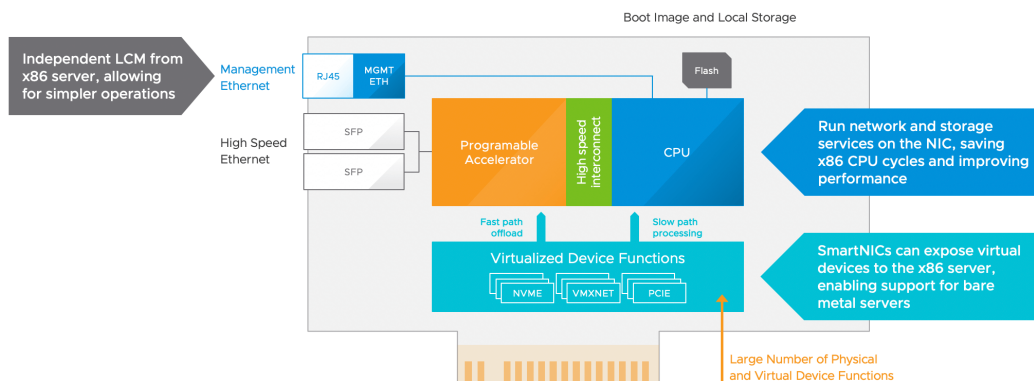 Boot Image and Local Storage
Independent LCM from
x86 server, allowing
for simpler operations
Management
Ethernet
RJ45
MGMT
ETH
Flash
High Speed
Ethernet
SFP
SFP
Programable
Accelerator
High speed
interconnect
CPU
Run network and storage
services on the NIC, saving
x86 CPU cycles and improving
performance
Fast path
offload
Slow path
processing
Virtualized Device Functions
NVME
VMXNET
PCIE
SmartNICs can expose virtual
devices to the x86 server,
enabling support for bare
metal servers
Large Number of Physical
and Virtual Device Functions